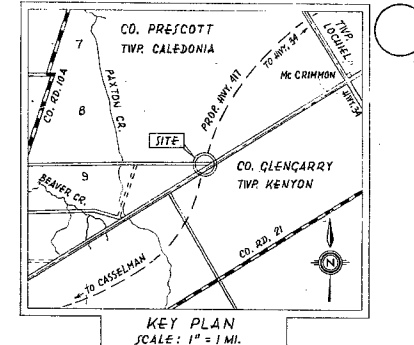 CO. PRESCOTT
TWP. CALEDONIA
7
8
9
CO. RD. 10A
PAXTON CR.
PROP. HWY. 417
TO HWY. 34
TWP. LOCHIEL
HWY. 34
MC CRIMMON
SITE
BEAVER CR.
CO. GLENGARRY
TWP. KENYON
CO. RD. 21
TO CASSELMAN
N
KEY PLAN
SCALE: 1" = 1 MI.